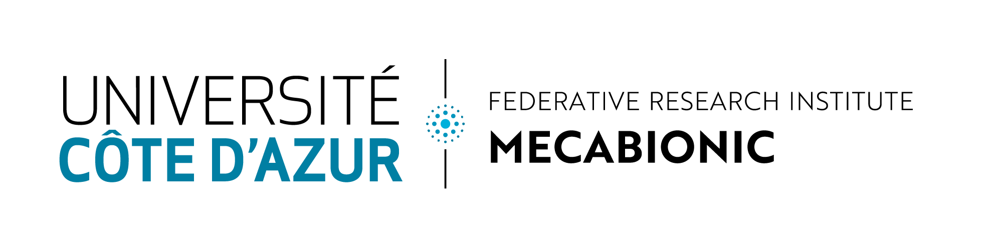 UNIVERSITÉ
CÔTE D'AZUR
FEDERATIVE RESEARCH INSTITUTE
MECABIONIC